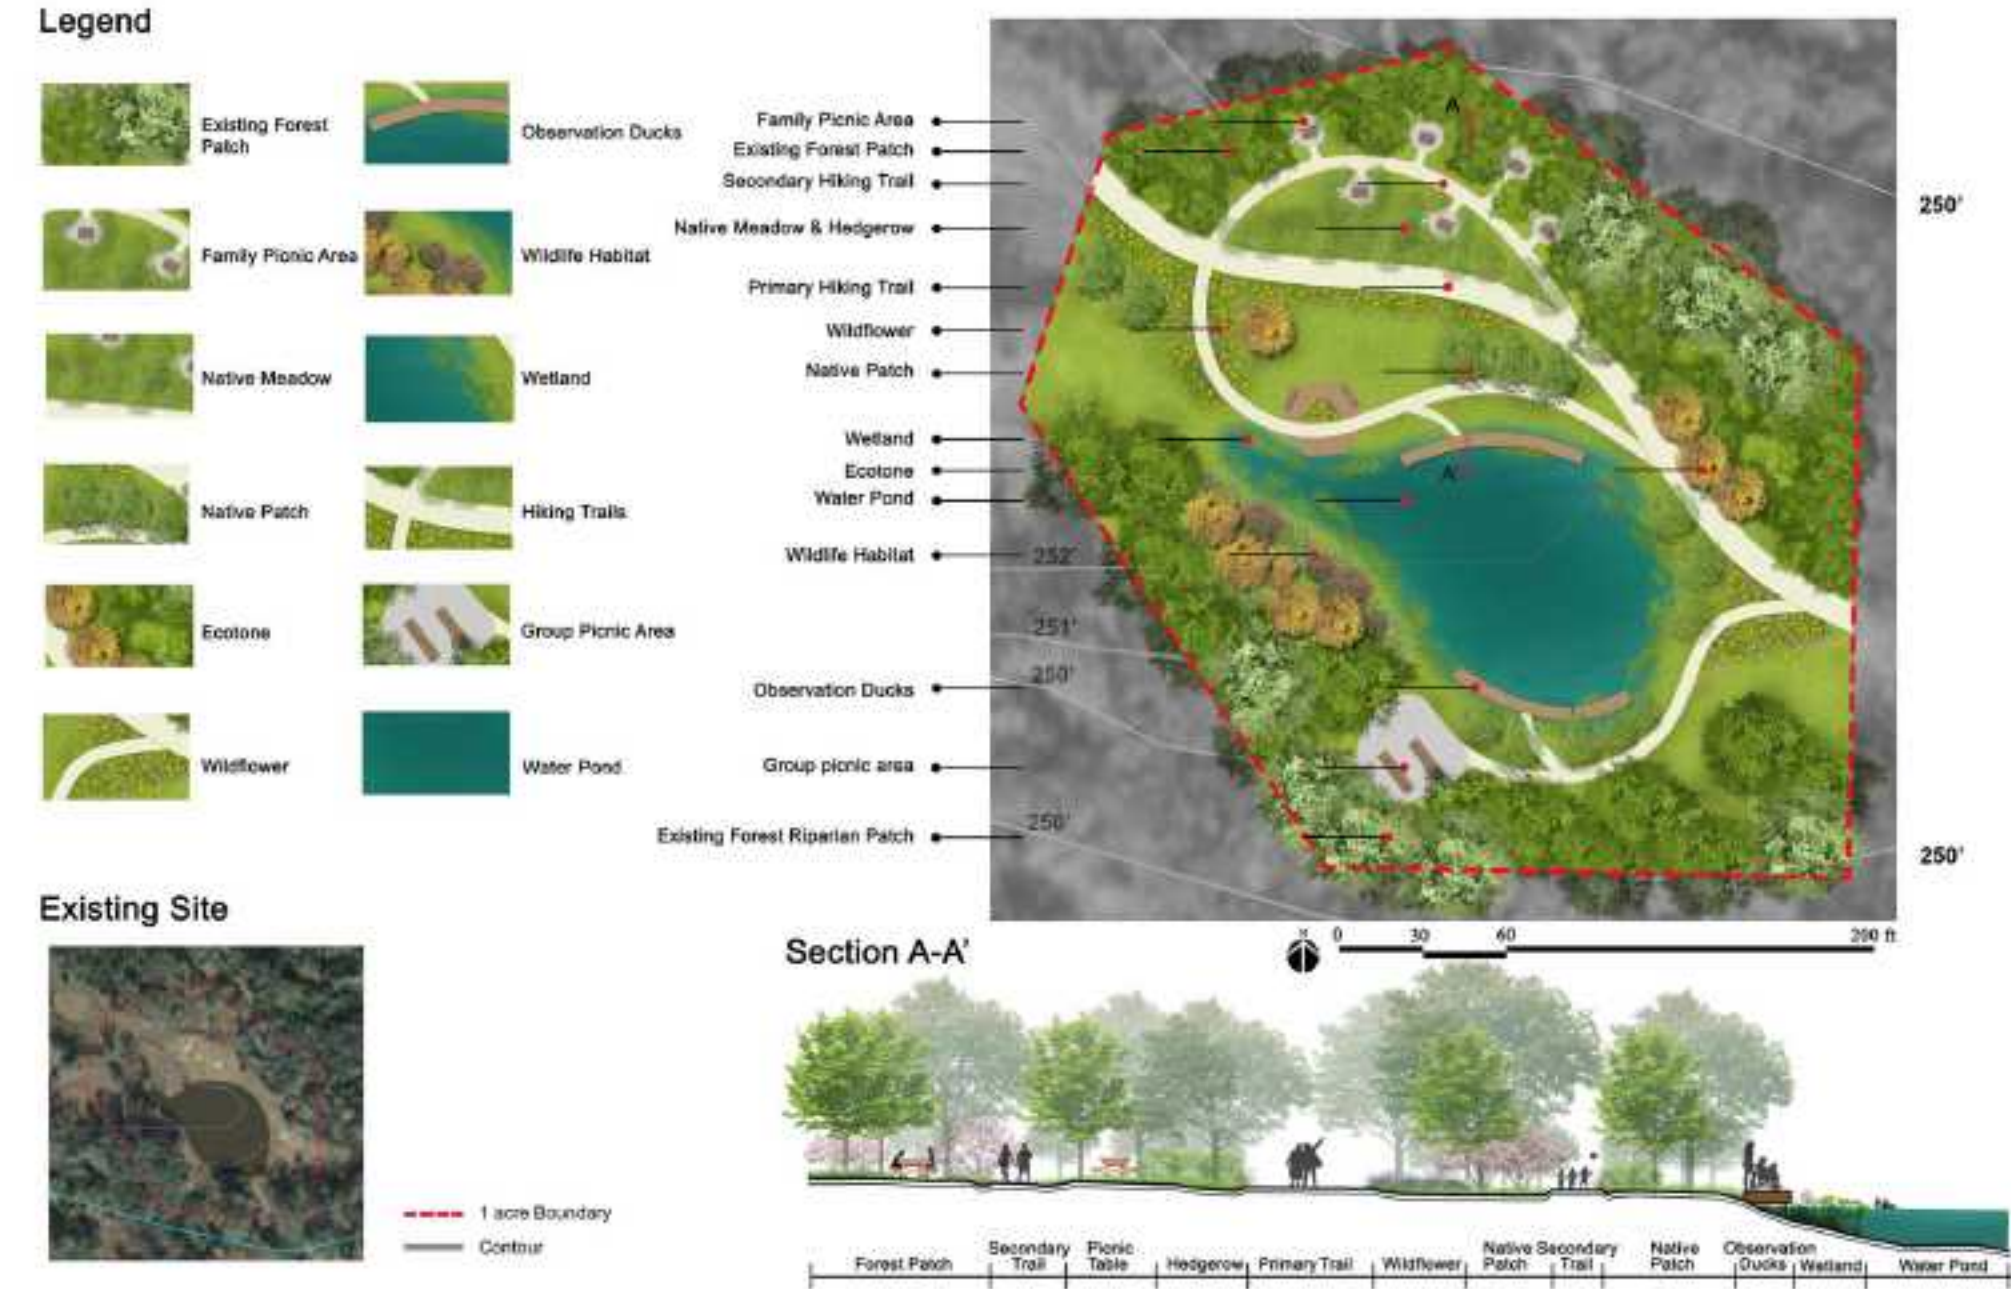 Legend
Existing Forest
Patch
Observation Ducks
Family Picnic Area
Wildlife Habitat
Native Meadow
Wetland
Native Patch
Hiking Trails
Ecotone
Group Picnic Area
Wildflower
Water Pond
Family Picnic Area
Existing Forest Patch
Secondary Hiking Trail
Native Meadow & Hedgerow
Primary Hiking Trail
Wildflower
Native Patch
Wetland
Ecotone
Water Pond
Wildlife Habitat
Observation Ducks
Group picnic area
Existing Forest Riparian Patch
A
A'
252'
251'
250'
250'
250'
250'
Existing Site
1 acre Boundary
Contour
Section A-A'
N
0 30 60 200 ft
Forest Patch
Secondary
Trail
Picnic
Table
Hedgerow
Primary Trail
Wildflower
Native
Patch
Secondary
Trail
Native
Patch
Observation
Ducks
Wetland
Water Pond